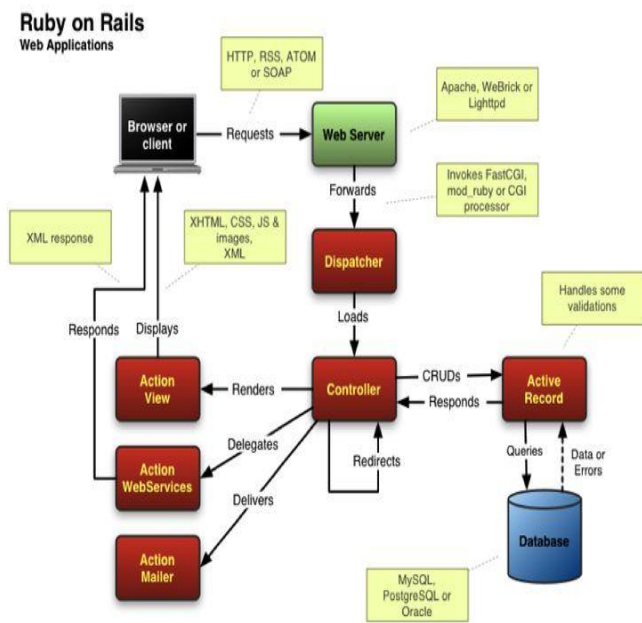 Ruby on Rails
Web Applications
HTTP, RSS, ATOM
or SOAP
Apache, WeBrick or
Lighttpd
Browser or
client
Requests
Web Server
Forwards
Invokes FastCGI,
mod_ruby or CGI
processor
XML response
XHTML, CSS, JS &
images,
XML
Dispatcher
Handles some
validations
Loads
Responds
Displays
Action
View
Renders
Controller
CRUDs
Responds
Active
Record
Delegates
Redirects
Queries
Data or
Errors
Action
WebServices
Delivers
Database
Action
Mailer
MySQL,
PostgreSQL or
Oracle